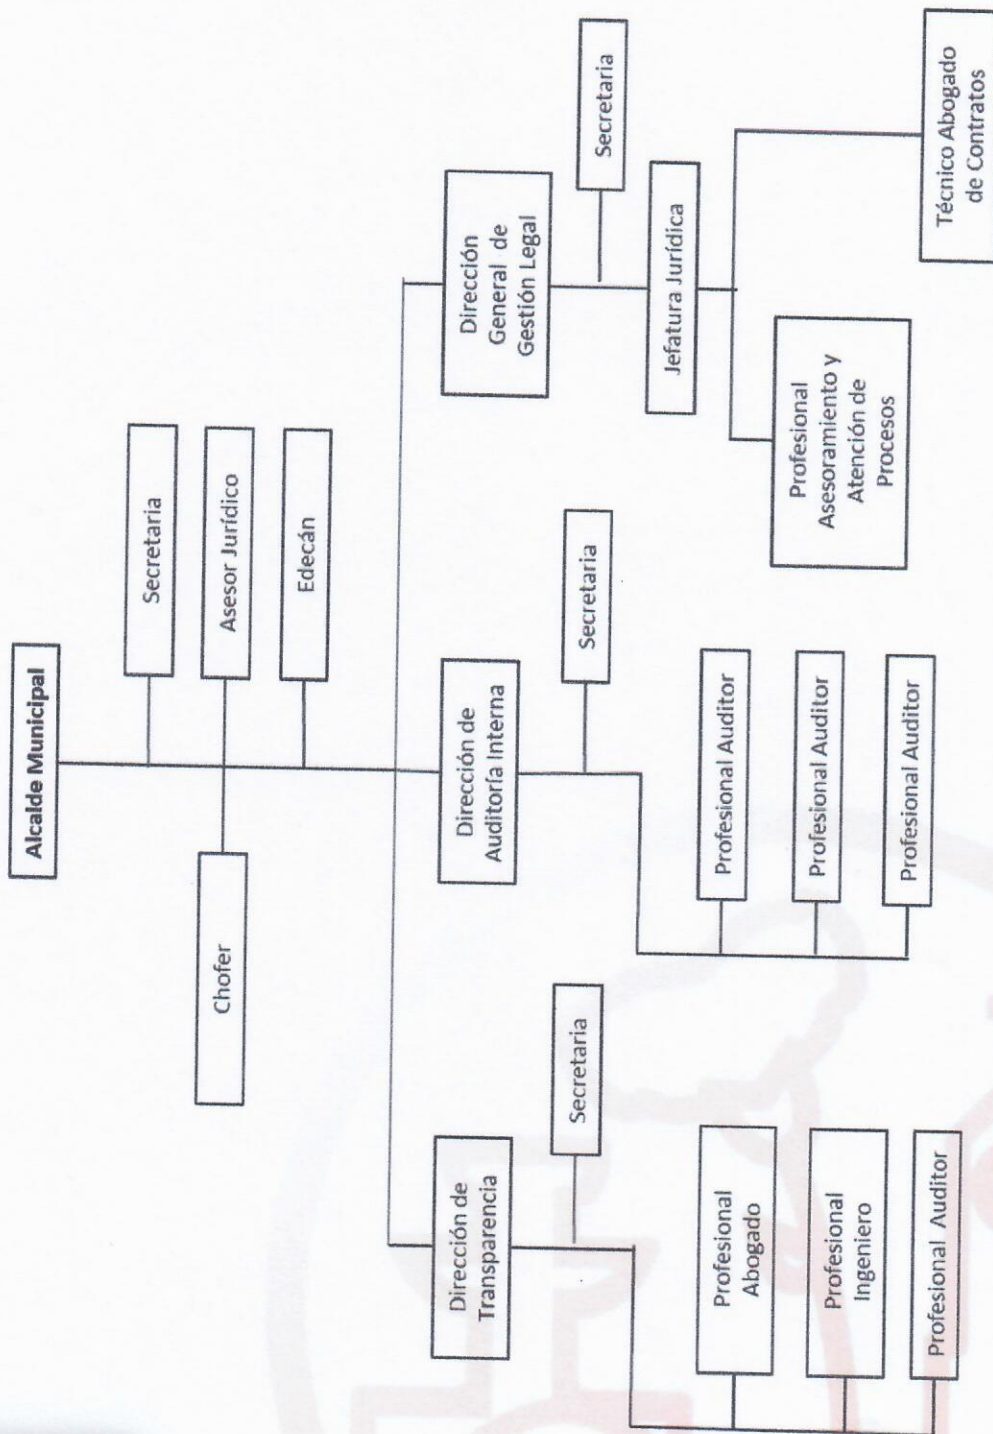 Alcalde Municipal
Secretaria
Chofer
Asesor Jurídico
Edecán
Dirección de
Transparencia
Secretaria
Profesional
Abogado
Profesional
Ingeniero
Profesional Auditor
Dirección de
Auditoría Interna
Secretaria
Profesional Auditor
Profesional Auditor
Profesional Auditor
Dirección
General de
Gestión Legal
Secretaria
Jefatura Jurídica
Profesional
Asesoramiento y
Atención de
Procesos
Técnico Abogado
de Contratos